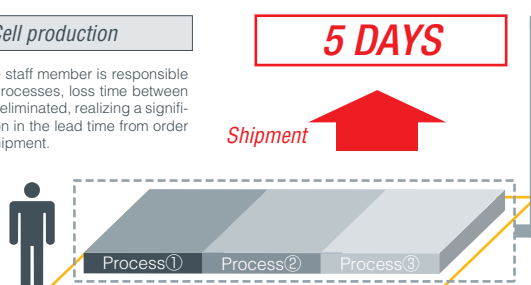 Cell production
5 DAYS
staff member is responsible
processes, loss time between
eliminated, realizing a signifi-
in the lead time from order
Shipment
Process① Process② Process③